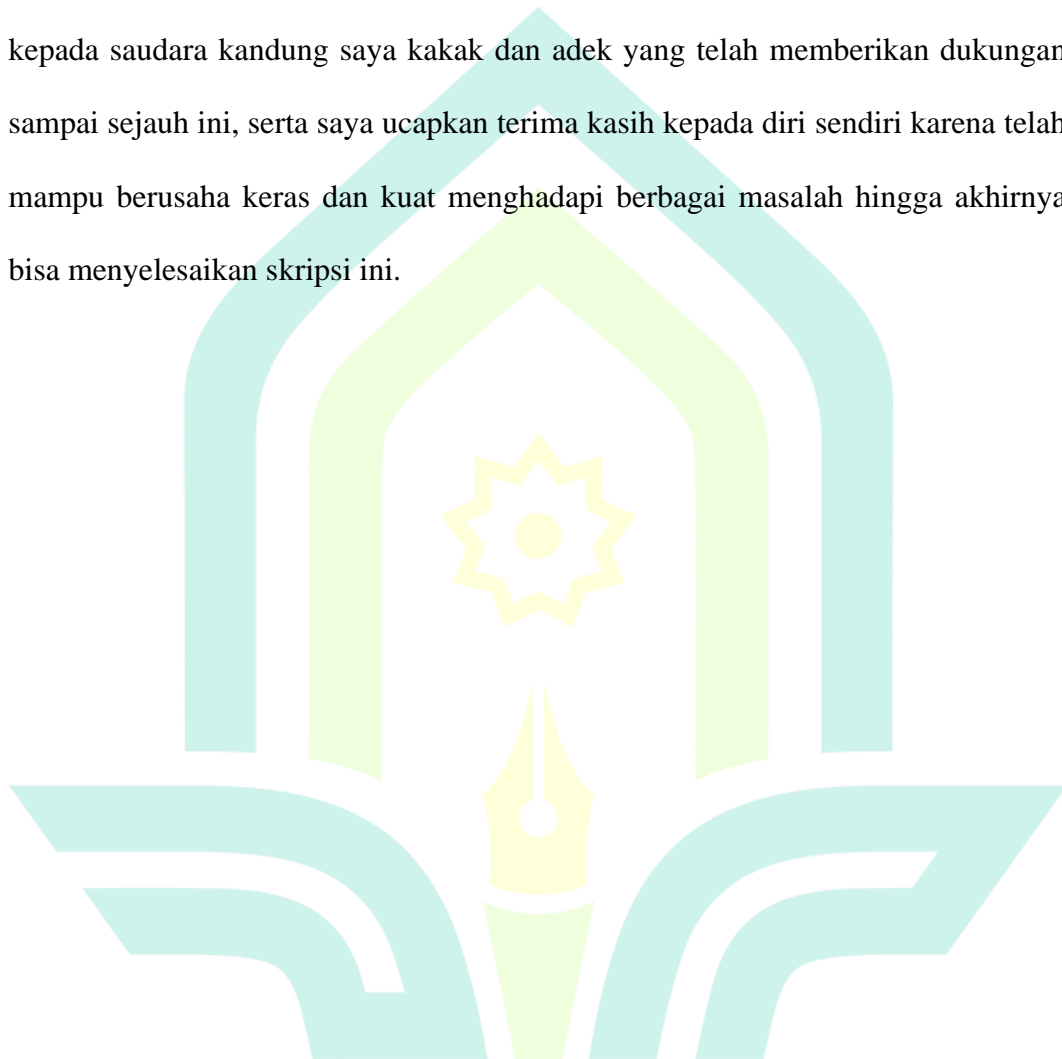 kepada saudara kandung saya kakak dan adek yang telah memberikan dukungan
sampai sejauh ini, serta saya ucapkan terima kasih kepada diri sendiri karena telah
mampu berusaha keras dan kuat menghadapi berbagai masalah hingga akhirnya
bisa menyelesaikan skripsi ini.